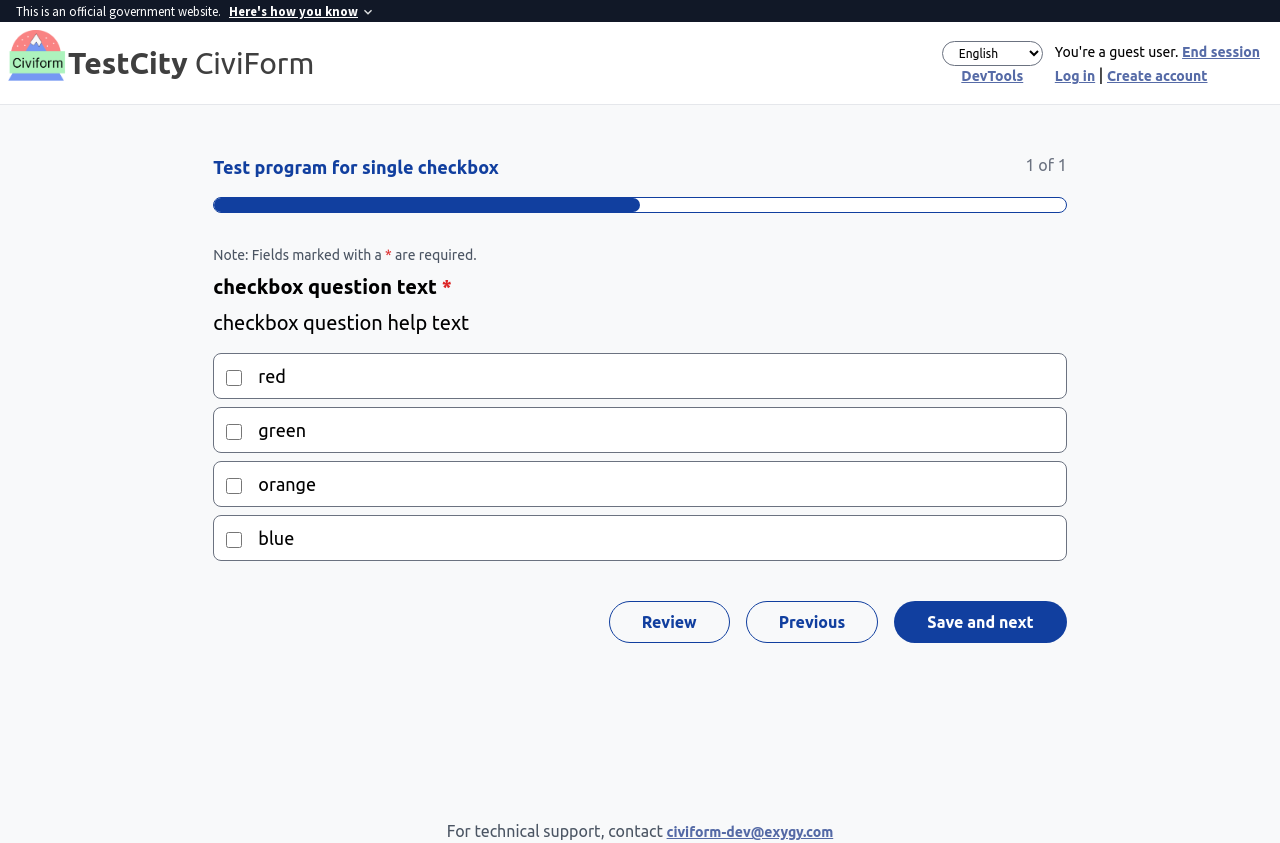 This is an official government website. Here's how you know
Civiform
TestCity CiviForm
English
DevTools
You're a guest user. End session
Log in | Create account
Test program for single checkbox
1 of 1
Note: Fields marked with a * are required.
checkbox question text *
checkbox question help text
red
green
orange
blue
Review
Previous
Save and next
For technical support, contact civiform-dev@exygy.com